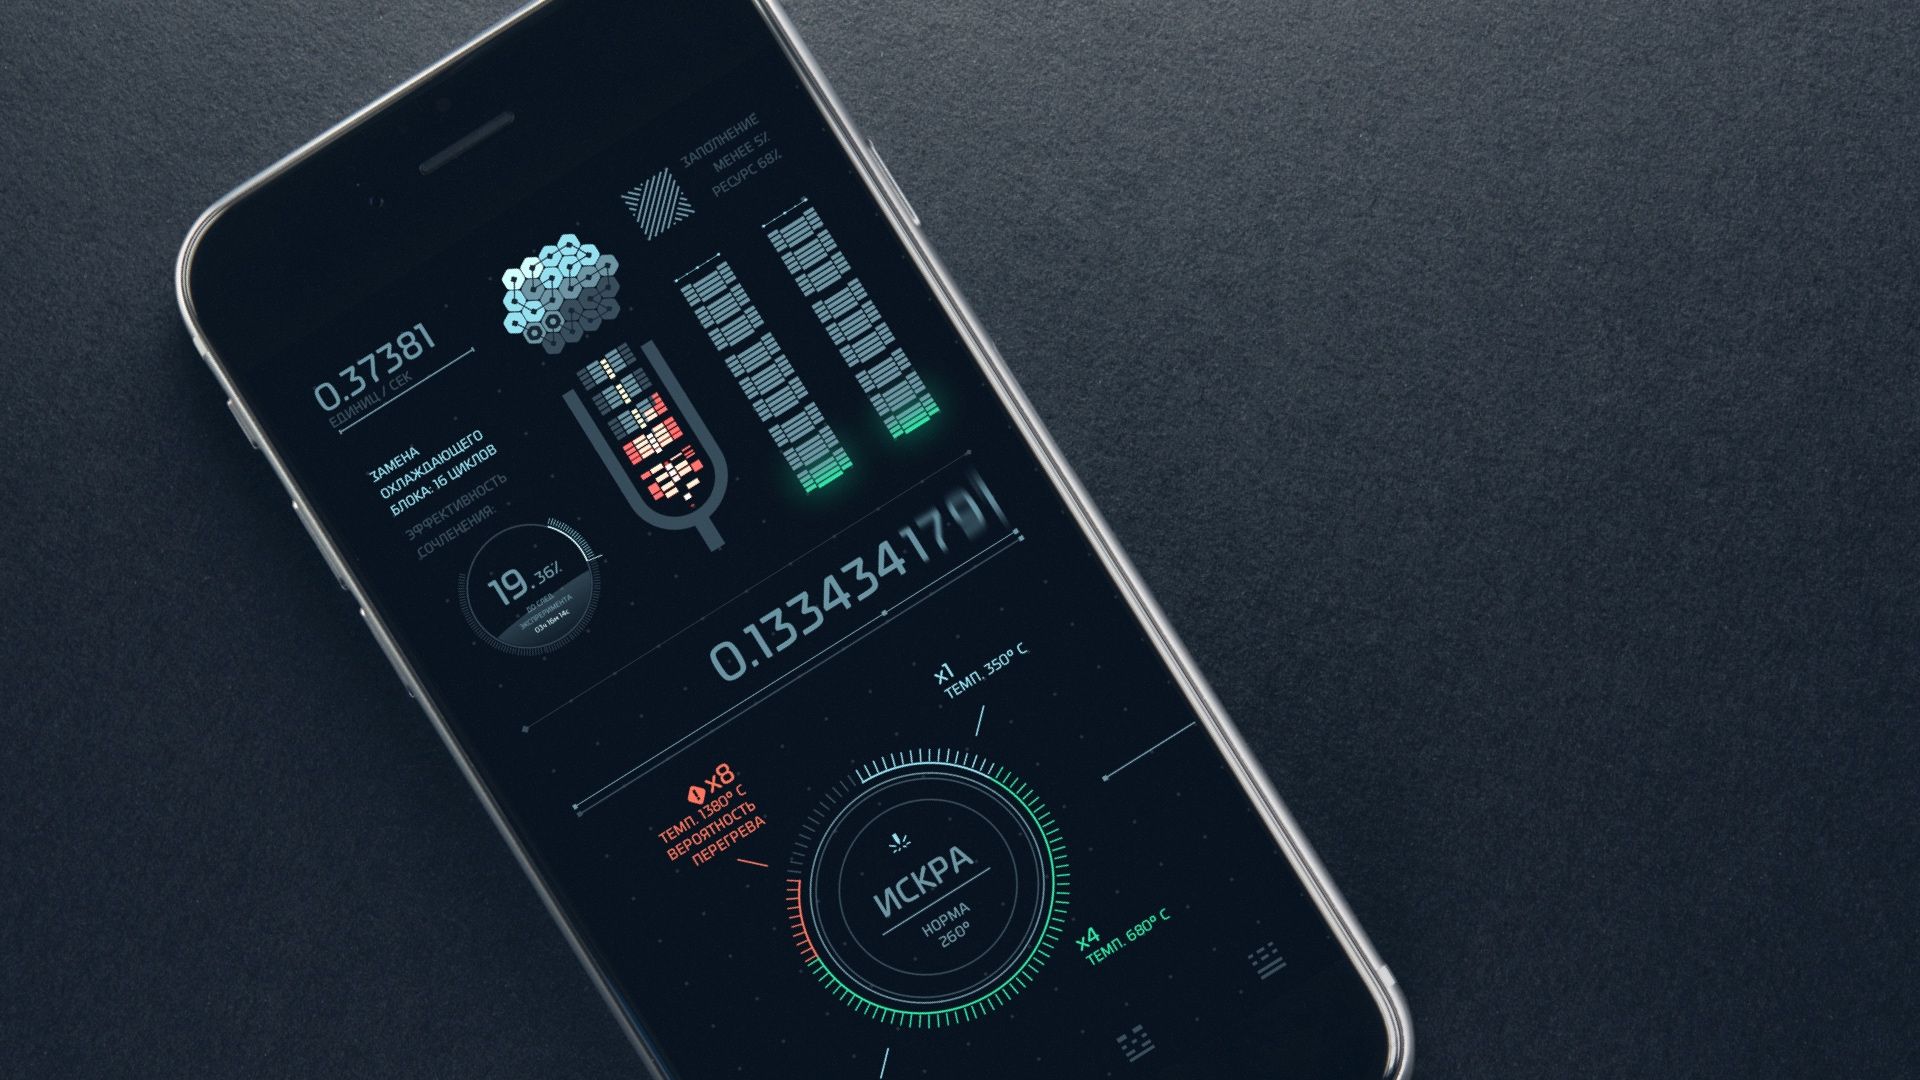 ЗАПОЛНЕНИЕ
МЕНЕЕ 5%
РЕСУРС 68%
0.37381
ЕДИНИЦ / СЕК
ЗАМЕНА
ОХЛАЖДАЮЩЕГО
БЛОКА: 16 ЦИКЛОВ
ЭФФЕКТИВНОСТЬ
СОЧЛЕНЕНИЯ:
19.36%
ДО СЛЕД.
ЭКСПЕРИМЕНТА
03ч 16м 14с
0.133434179
x1
ТЕМП. 350° C
x8
ТЕМП. 1380° C
ВЕРОЯТНОСТЬ
ПЕРЕГРЕВА
ИСКРА
НОРМА
260°
x4
ТЕМП. 680° C